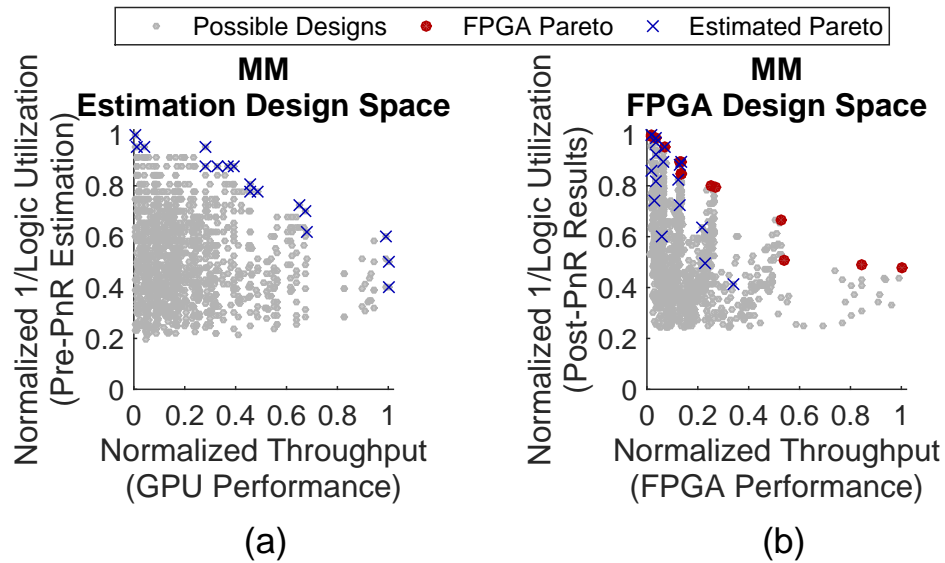 Possible Designs FPGA Pareto Estimated Pareto
MM
Estimation Design Space
Normalized 1/Logic Utilization
(Pre-PnR Estimation)
1
0.8
0.6
0.4
0.2
0
0 0.2 0.4 0.6 0.8 1
Normalized Throughput
(GPU Performance)
(a)
MM
FPGA Design Space
Normalized 1/Logic Utilization
(Post-PnR Results)
1
0.8
0.6
0.4
0.2
0
0 0.2 0.4 0.6 0.8 1
Normalized Throughput
(FPGA Performance)
(b)